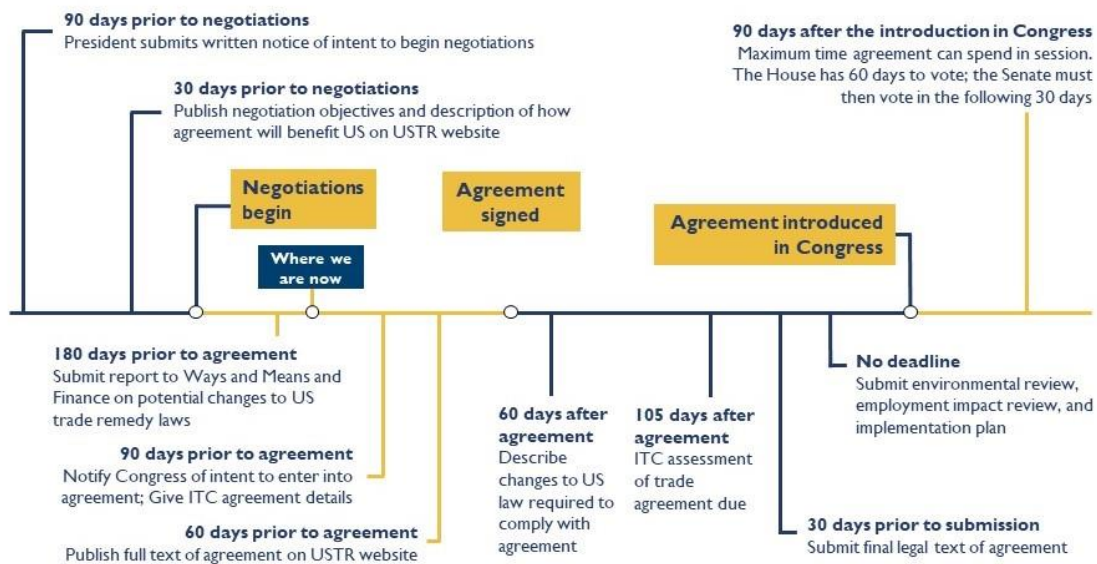 90 days prior to negotiations
President submits written notice of intent to begin negotiations
30 days prior to negotiations
Publish negotiation objectives and description of how
agreement will benefit US on USTR website
90 days after the introduction in Congress
Maximum time agreement can spend in session.
The House has 60 days to vote; the Senate must
then vote in the following 30 days
Negotiations
begin
Agreement
signed
Agreement introduced
in Congress
Where we
are now
180 days prior to agreement
Submit report to Ways and Means and
Finance on potential changes to US
trade remedy laws
90 days prior to agreement
Notify Congress of intent to enter into
agreement; Give ITC agreement details
60 days prior to agreement
Publish full text of agreement on USTR website
60 days after
agreement
Describe
changes to US
law required to
comply with
agreement
105 days after
agreement
ITC assessment
of trade
agreement due
No deadline
Submit environmental review,
employment impact review, and
implementation plan
30 days prior to submission
Submit final legal text of agreement